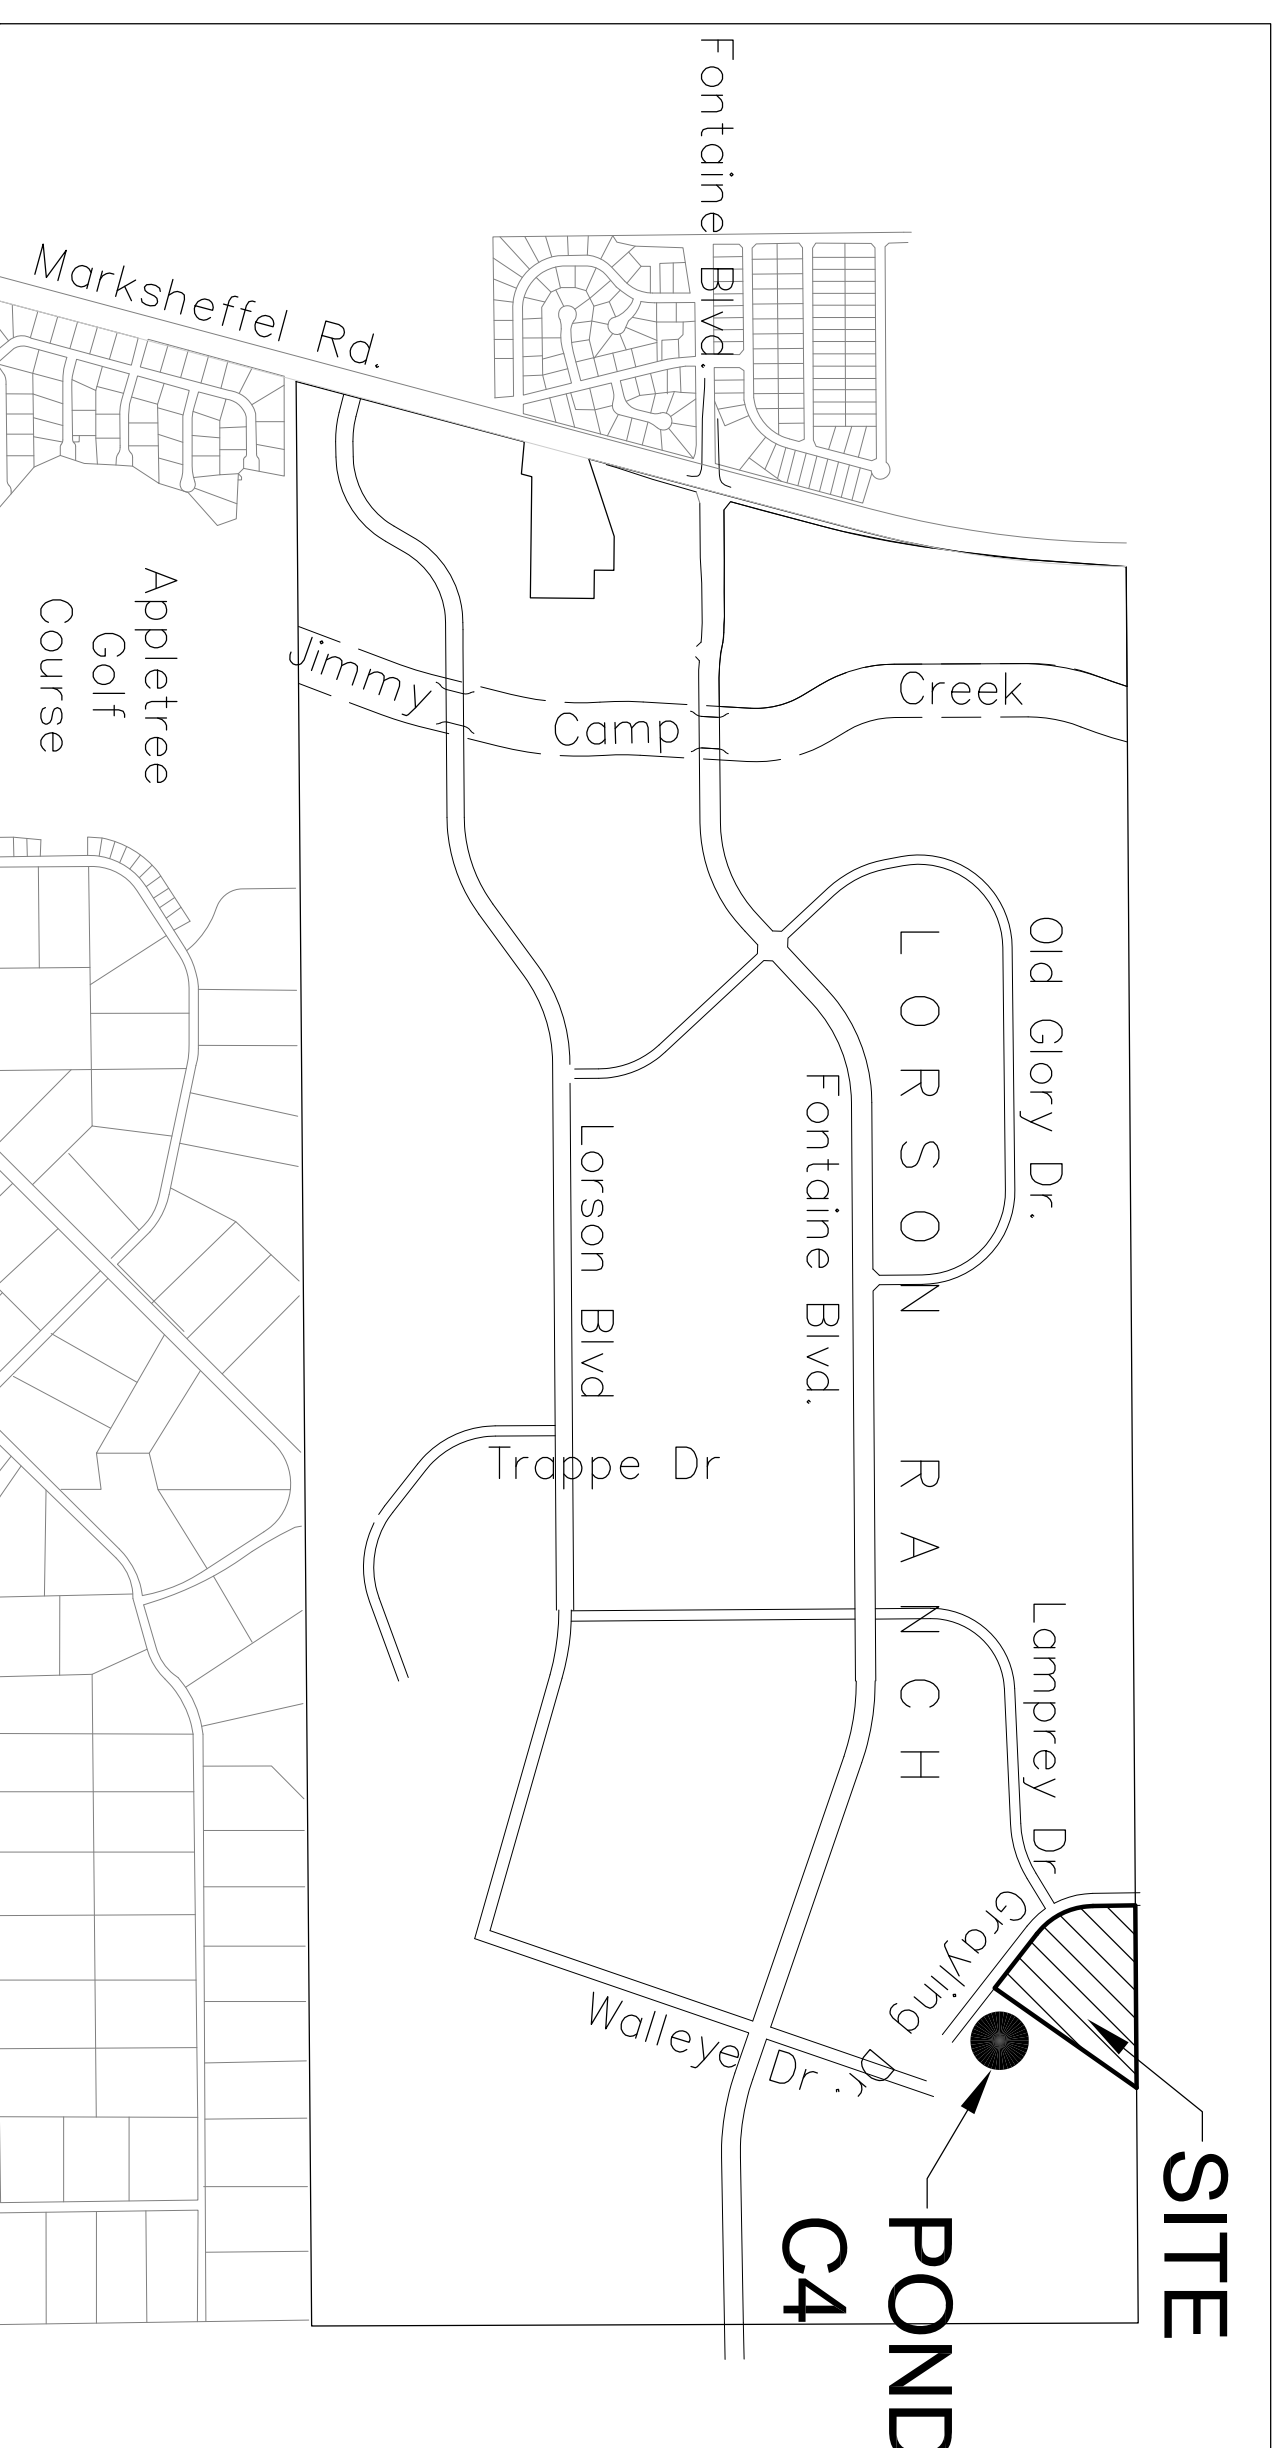 SITE
POND
C4
Old Glory Dr.
Lamprey Dr
Grayling
Dr.
LORSON RANCH
Creek
Fontaine Blvd.
Fontaine Blvd.
Camp
Walleye Dr.
Lorson Blvd
Trappe Dr
Jimmy
Marksheffel Rd.
Appletree
Golf
Course